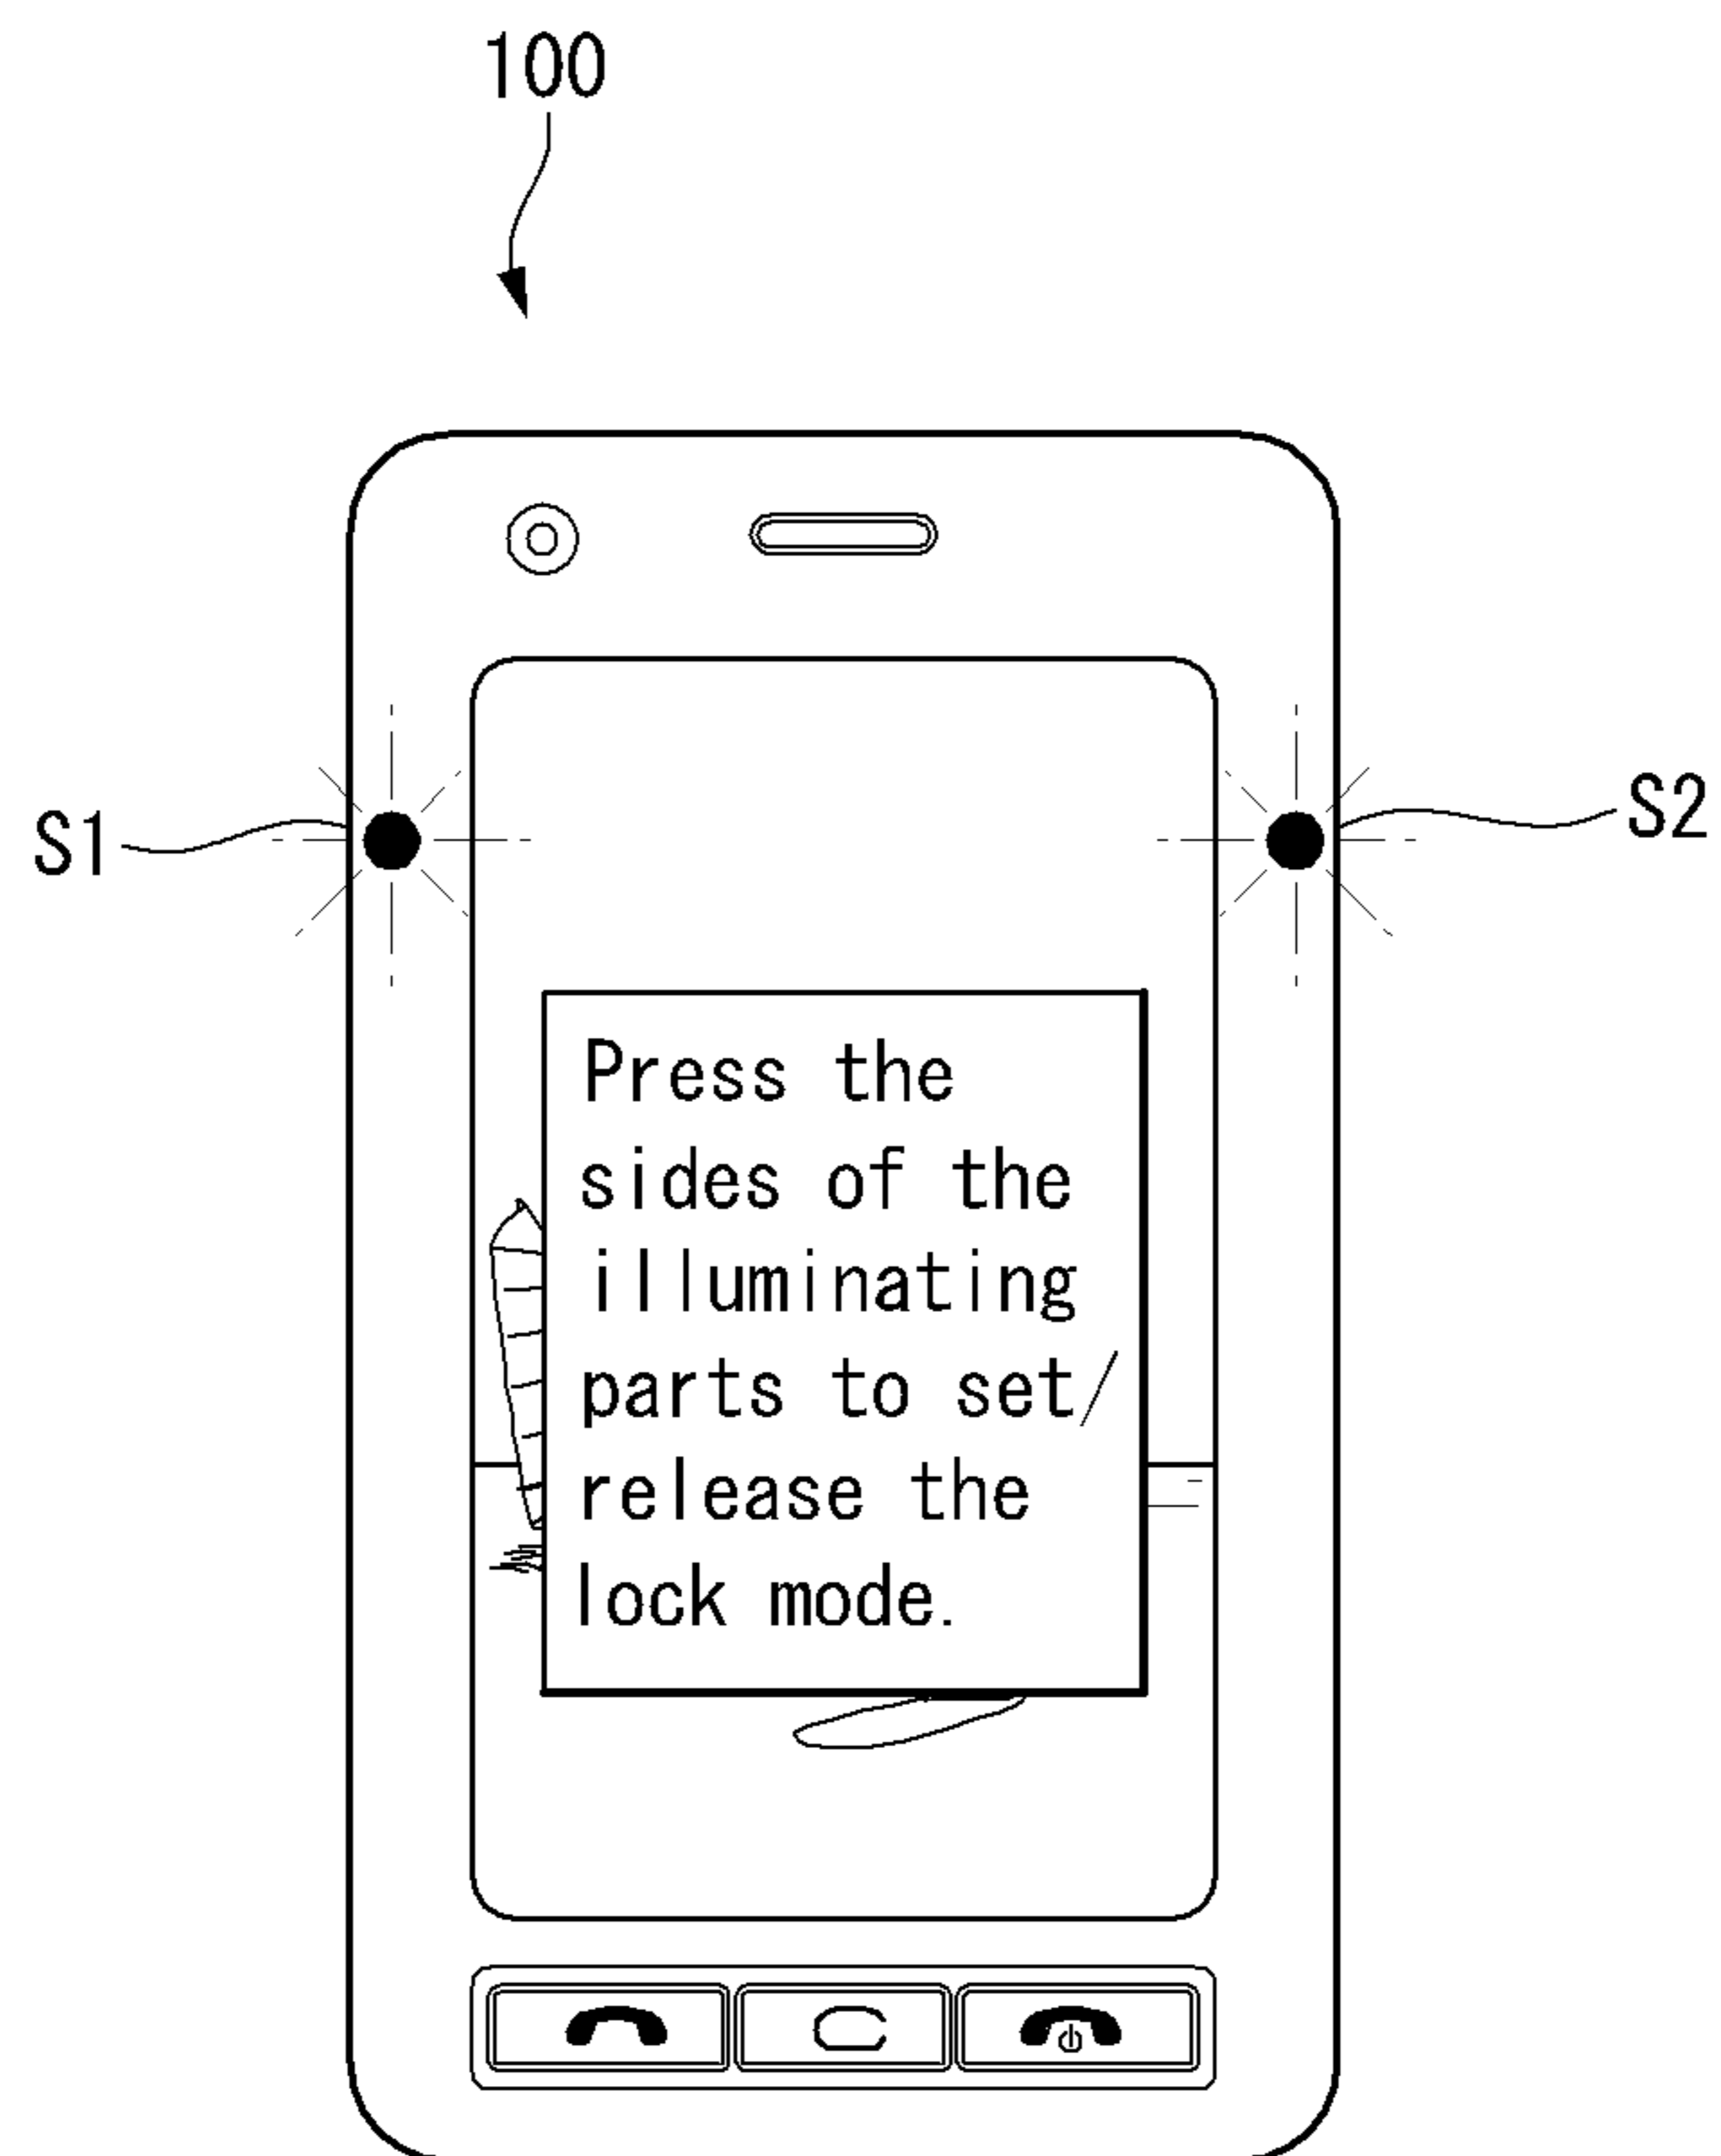 100
S1
S2
Press the
sides of the
illuminating
parts to set/
release the
lock mode.
C